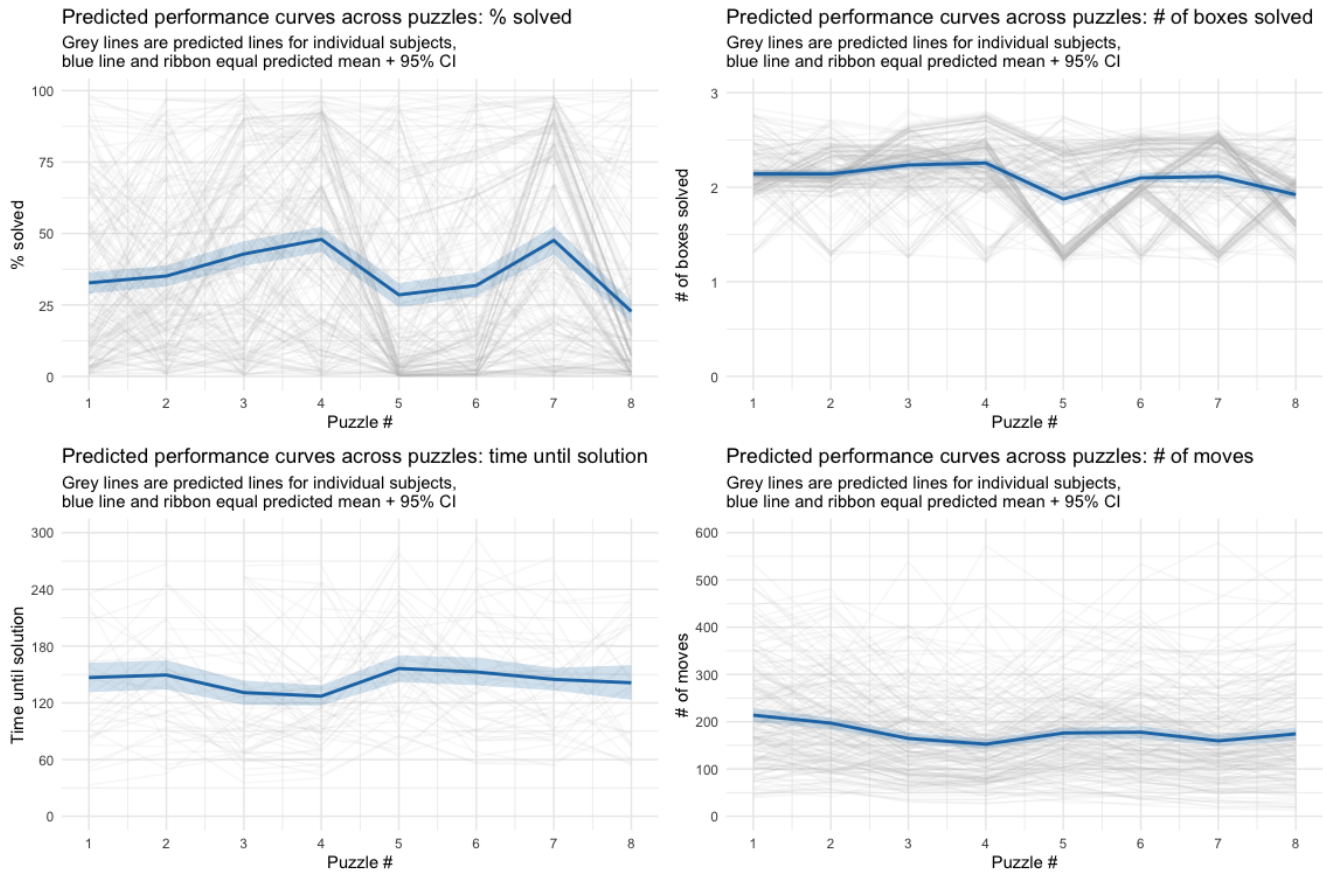 Predicted performance curves across puzzles: % solved
Grey lines are predicted lines for individual subjects,
blue line and ribbon equal predicted mean + 95% CI
100
75
50
25
0
% solved
1 2 3 4 5 6 7 8
Puzzle #
Predicted performance curves across puzzles: # of boxes solved
Grey lines are predicted lines for individual subjects,
blue line and ribbon equal predicted mean + 95% CI
3
2
1
0
# of boxes solved
1 2 3 4 5 6 7 8
Puzzle #
Predicted performance curves across puzzles: time until solution
Grey lines are predicted lines for individual subjects,
blue line and ribbon equal predicted mean + 95% CI
300
240
180
120
60
0
Time until solution
1 2 3 4 5 6 7 8
Puzzle #
Predicted performance curves across puzzles: # of moves
Grey lines are predicted lines for individual subjects,
blue line and ribbon equal predicted mean + 95% CI
600
500
400
300
200
100
0
# of moves
1 2 3 4 5 6 7 8
Puzzle #